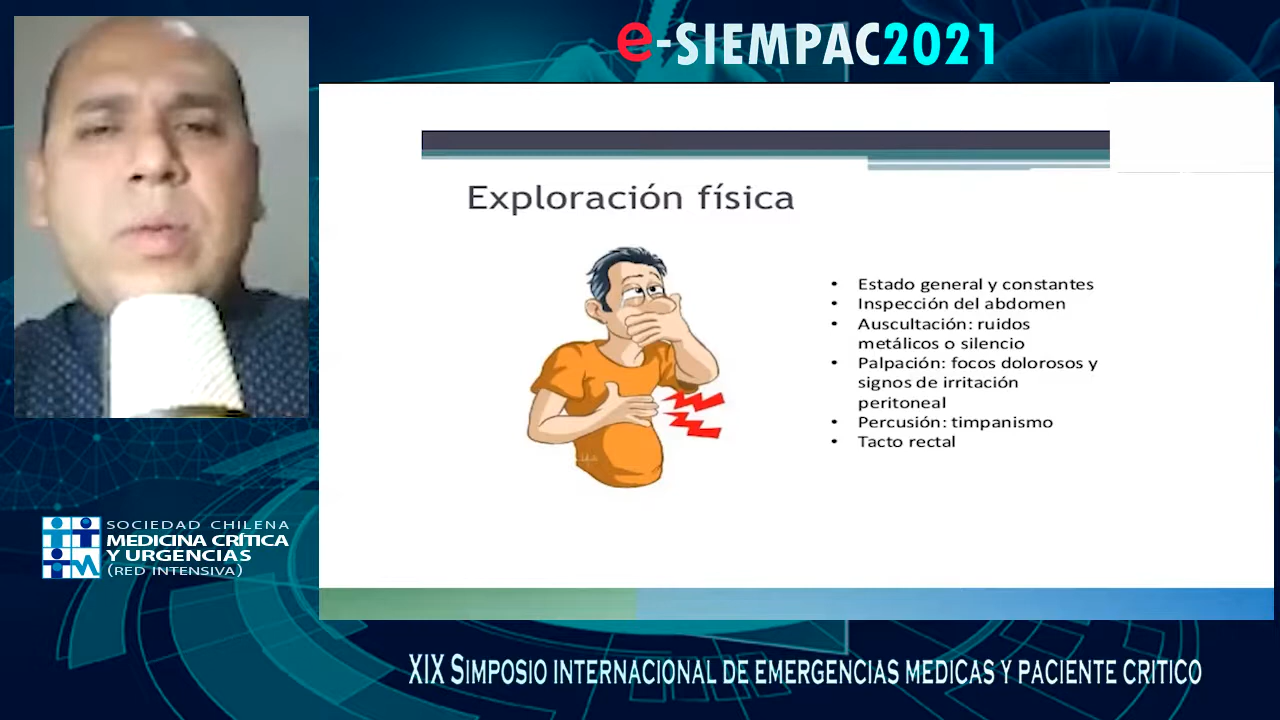 e-SIEMPAC2021
Exploración física
• Estado general y constantes
• Inspección del abdomen
• Auscultación: ruidos
metálicos o silencio
• Palpación: focos dolorosos y
signos de irritación
peritoneal
• Percusión: timpanismo
• Tacto rectal
SOCIEDAD CHILENA
MEDICINA CRÍTICA
Y URGENCIAS
(RED INTENSIVA)
XIX SIMPOSIO INTERNACIONAL DE EMERGENCIAS MEDICAS Y PACIENTE CRITICO